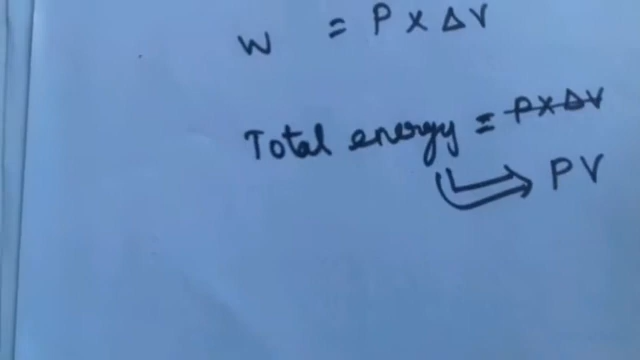 W = P × ΔV
Total energy = P×ΔV
PV